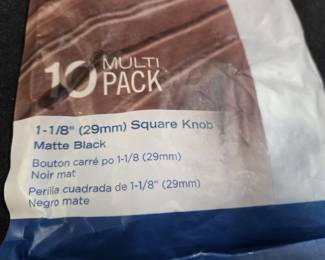 10 MULTI
PACK
1-1/8" (29mm) Square Knob
Matte Black
Bouton carré po 1-1/8 (29mm)
Noir mat
Perilla cuadrada de 1-1/8" (29mm)
Negro mate